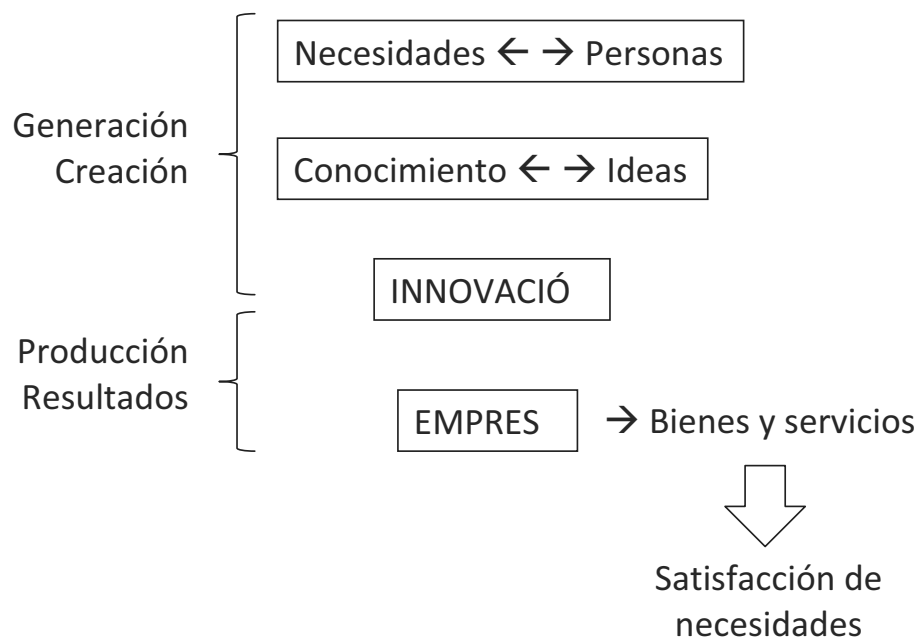 Necesidades ← → Personas
Generación
Creación
Conocimiento ← → Ideas
INNOVACIÓ
Producción
Resultados
EMPRES
→ Bienes y servicios
Satisfacción de
necesidades